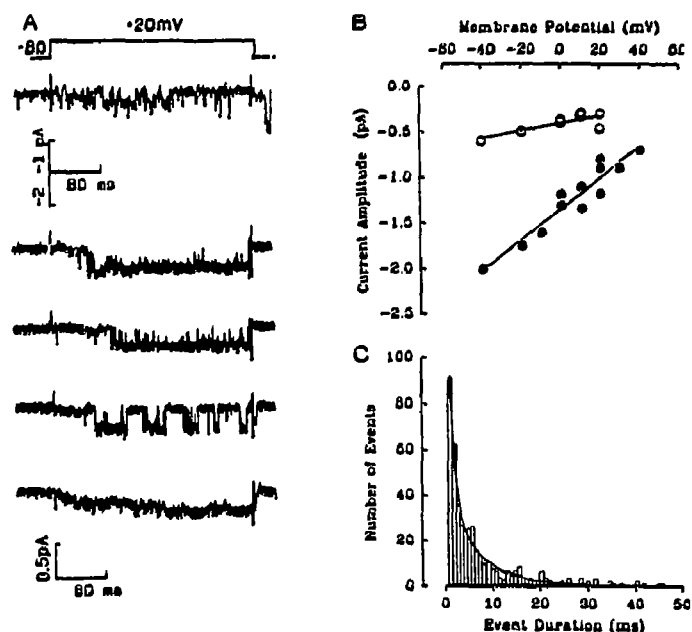 A
+20mV
-80
-1 pA
-2
80 ms
0.5pA
80 ms
B
Membrane Potential (mV)
-60 -40 -20 0 20 40 60
0.0
-0.5
-1.0
-1.5
-2.0
-2.5
Current Amplitude (pA)
C
100
80
60
40
20
0
Number of Events
0 10 20 30 40 50
Event Duration (ms)